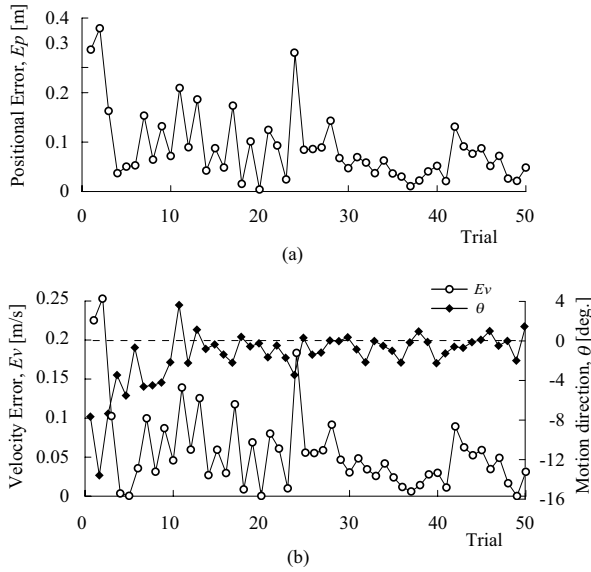 Positional Error, Ep [m]
0.4
0.3
0.2
0.1
0
0 10 20 30 40 50
Trial
(a)
Ev
θ
Velocity Error, Ev [m/s]
0.25
0.2
0.15
0.1
0.05
0
4
0
-4
-8
-12
-16
Motion direction, θ [deg.]
0 10 20 30 40 50
Trial
(b)